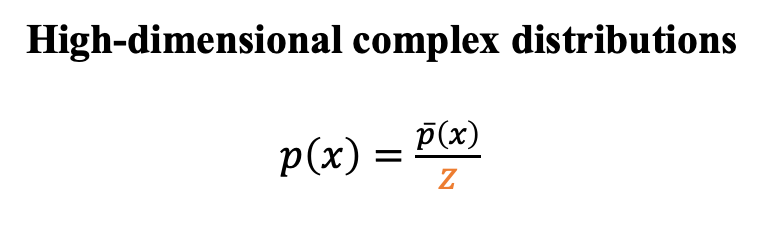 High-dimensional complex distributions
p(x) = p̄(x) / Z